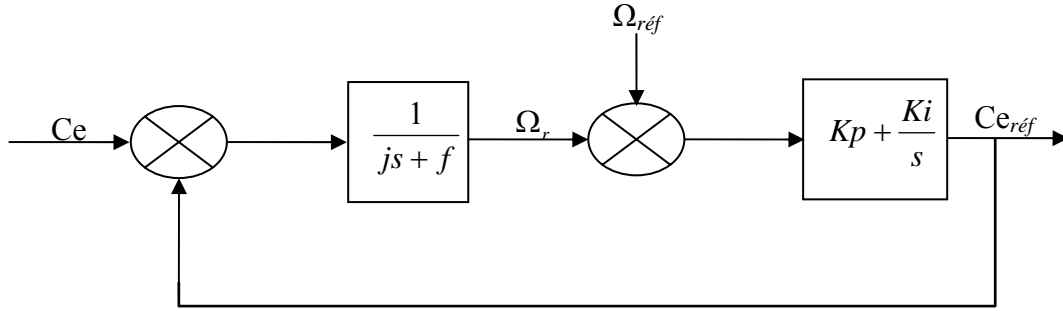 Ω_réf
Ce
1
js + f
Ω_r
Kp + Ki
s
Ce_réf